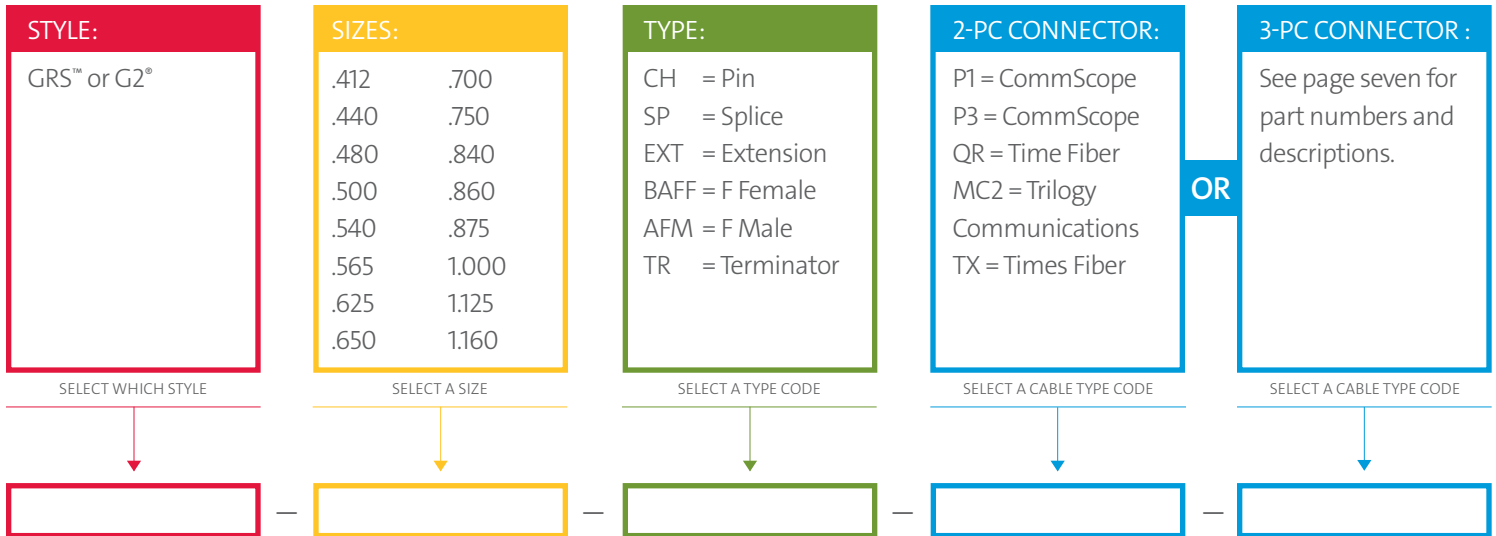 STYLE:
GRS™ or G2®
SIZES:
.412 .700
.440 .750
.480 .840
.500 .860
.540 .875
.565 1.000
.625 1.125
.650 1.160
TYPE:
CH = Pin
SP = Splice
EXT = Extension
BAFF = F Female
AFM = F Male
TR = Terminator
2-PC CONNECTOR:
P1 = CommScope
P3 = CommScope
QR = Time Fiber
MC2 = Trilogy
Communications
TX = Times Fiber
OR
3-PC CONNECTOR :
See page seven for
part numbers and
descriptions.
SELECT WHICH STYLE
SELECT A SIZE
SELECT A TYPE CODE
SELECT A CABLE TYPE CODE
SELECT A CABLE TYPE CODE
— — — —